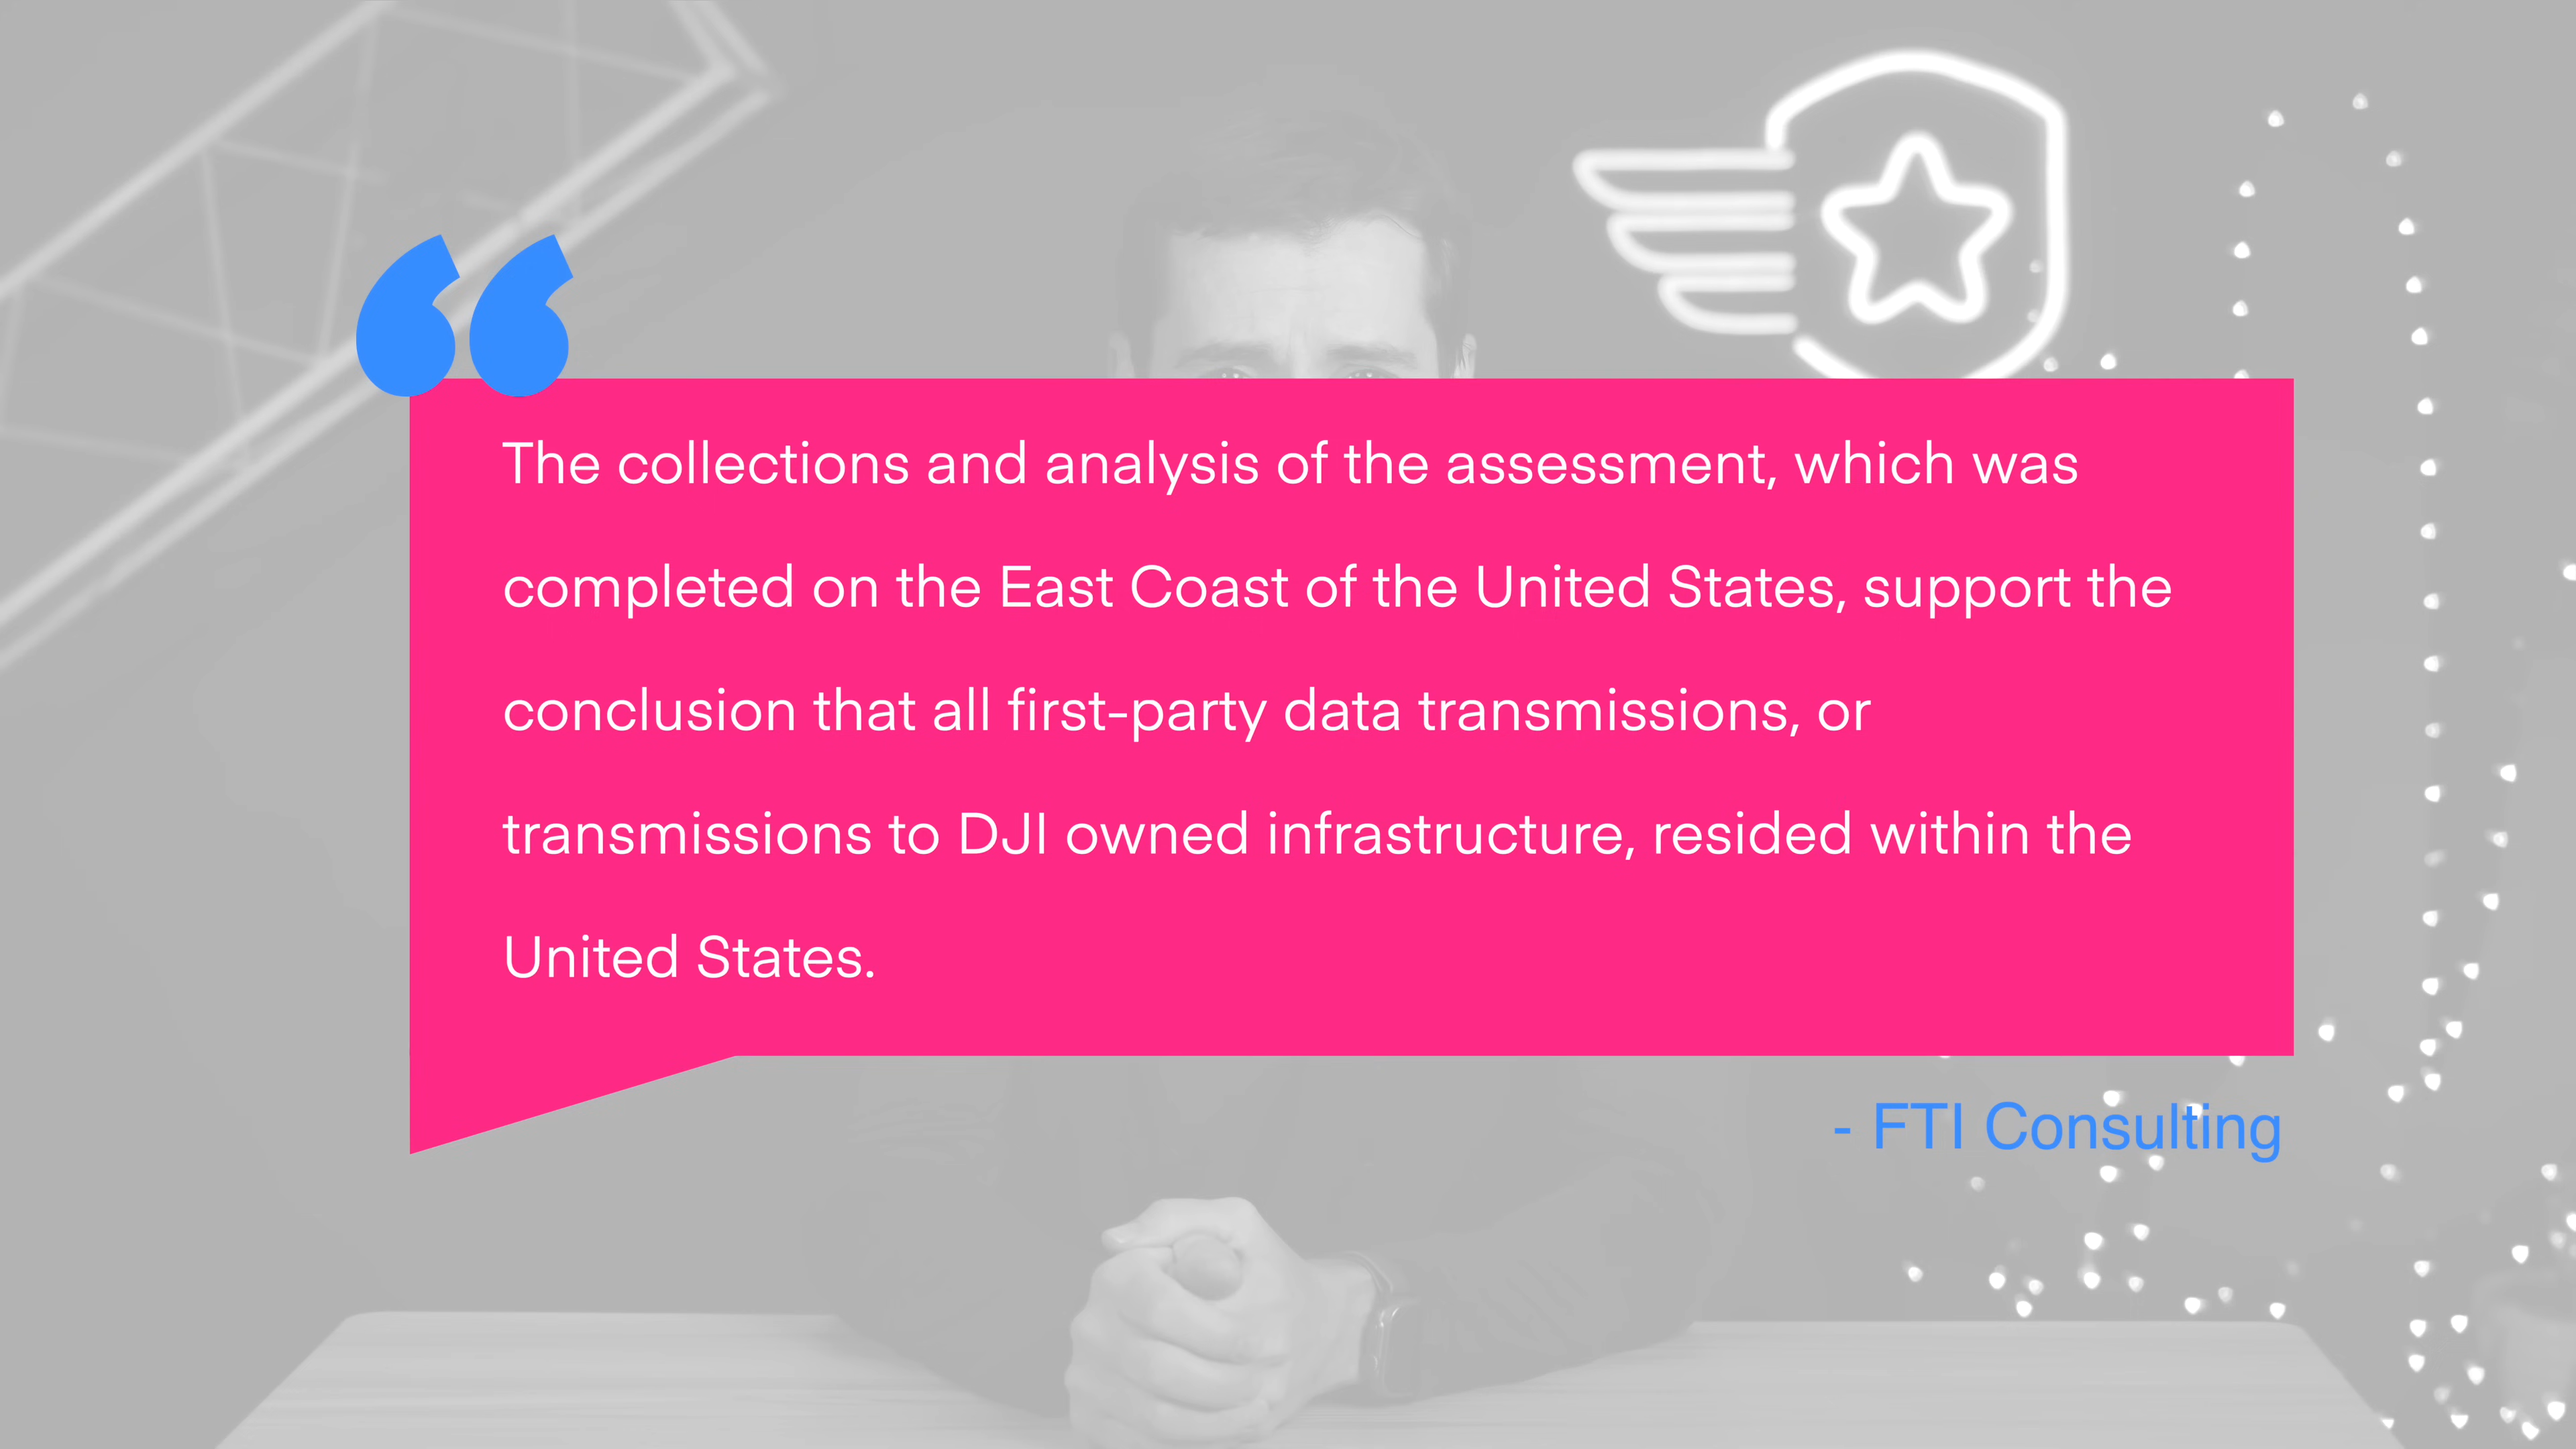 “
The collections and analysis of the assessment, which was
completed on the East Coast of the United States, support the
conclusion that all first-party data transmissions, or
transmissions to DJI owned infrastructure, resided within the
United States.
- FTI Consulting